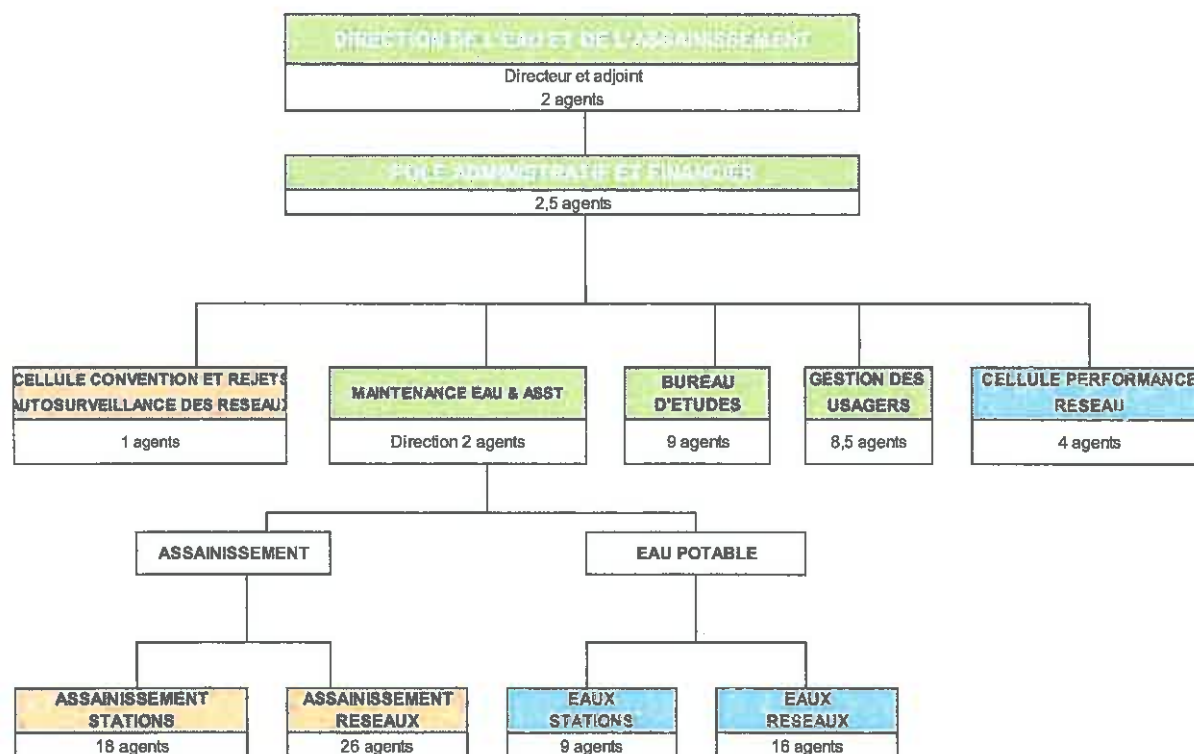 DIRECTION DE L'EAU ET DE L'ASSAINISSEMENT
Directeur et adjoint
2 agents
POLE ADMINISTRATIF ET FINANCIER
2,5 agents
CELLULE CONVENTION ET REJETS
AUTOSURVEILLANCE DES RESEAUX
1 agents
MAINTENANCE EAU & ASST
Direction 2 agents
BUREAU
D'ETUDES
9 agents
GESTION DES
USAGERS
8,5 agents
CELLULE PERFORMANCE
RESEAU
4 agents
ASSAINISSEMENT
EAU POTABLE
ASSAINISSEMENT
STATIONS
18 agents
ASSAINISSEMENT
RESEAUX
26 agents
EAUX
STATIONS
9 agents
EAUX
RESEAUX
16 agents